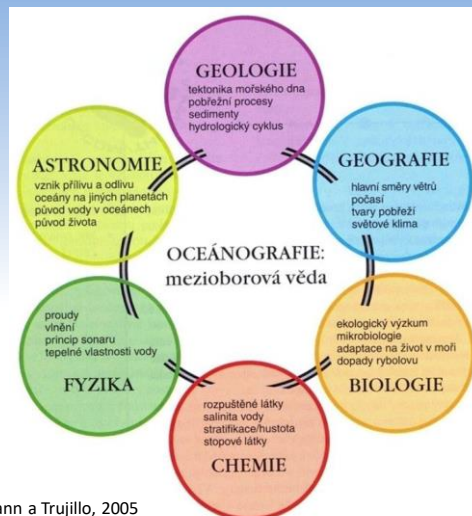 GEOLOGIE
tektonika mořského dna
pobřežní procesy
sedimenty
hydrologický cyklus
ASTRONOMIE
vznik přílivu a odlivu
oceány na jiných planetách
původ vody v oceánech
původ života
GEOGRAFIE
hlavní směry větrů
počasí
tvary pobřeží
světové klima
OCEÁNOGRAFIE:
mezioborová věda
proudy
vlnění
princip sonaru
tepelné vlastnosti vody
FYZIKA
ekologický výzkum
mikrobiologie
adaptace na život v moři
dopady rybolovu
BIOLOGIE
rozpuštěné látky
salinita vody
stratifikace/hustota
stopové látky
CHEMIE
a Trujillo, 2005